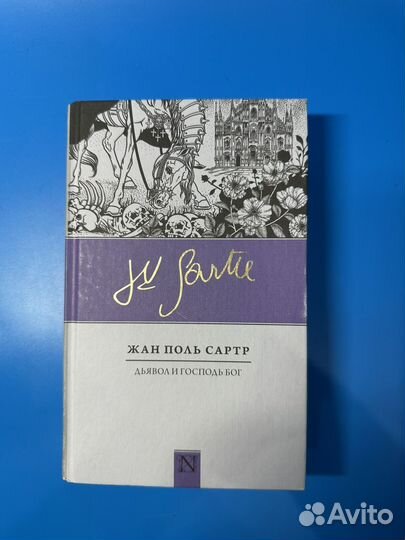 JP Sartre
ЖАН ПОЛЬ САРТР
ДЬЯВОЛ И ГОСПОДЬ БОГ
N
Avito